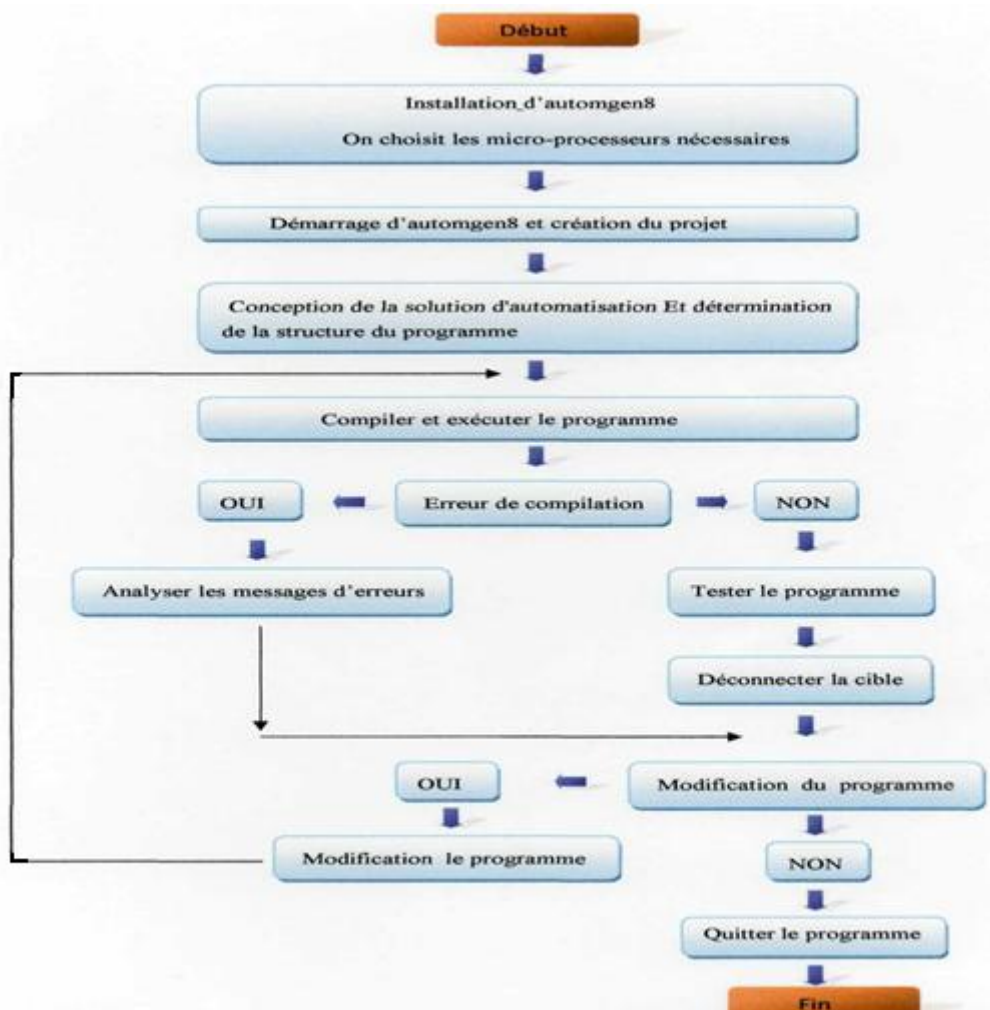 Début
Installation_d'automgen8
On choisit les micro-processeurs nécessaires
Démarrage d'automgen8 et création du projet
Conception de la solution d'automatisation Et détermination
de la structure du programme
Compiler et exécuter le programme
OUI
Erreur de compilation
NON
Analyser les messages d'erreurs
Tester le programme
Déconnecter la cible
OUI
Modification du programme
Modification le programme
NON
Quitter le programme
Fin